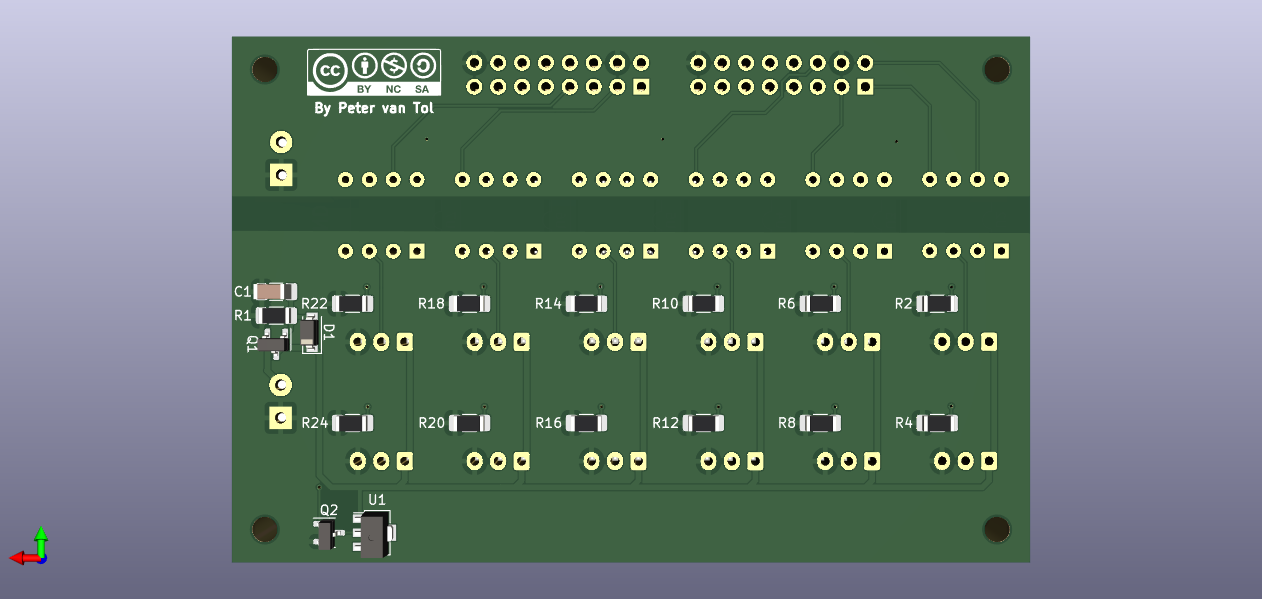 cc BY NC SA
By Peter van Tol
C1
R22 R18 R14 R10 R6 R2
R1
D1
Q1
R24 R20 R16 R12 R8 R4
U1
Q2